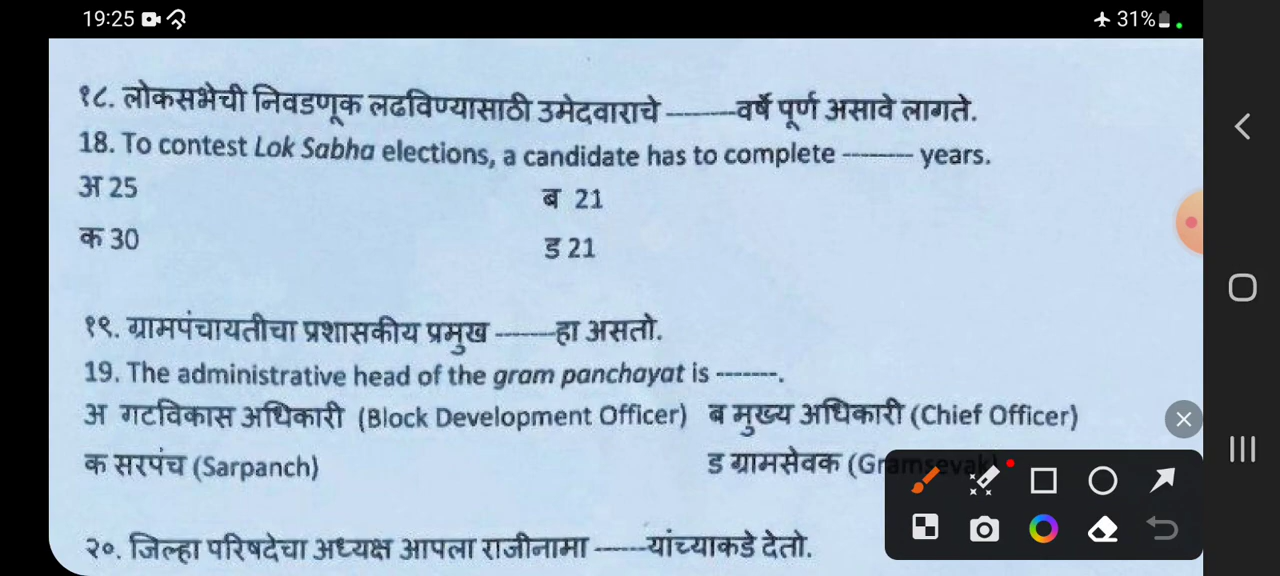 19:25
31%
१८. लोकसभेची निवडणूक लढविण्यासाठी उमेदवाराचे -------वर्षे पूर्ण असावे लागते.
18. To contest Lok Sabha elections, a candidate has to complete ------- years.
अ 25 ब 21
क 30 ड 21
१९. ग्रामपंचायतीचा प्रशासकीय प्रमुख ------हा असतो.
19. The administrative head of the gram panchayat is -------.
अ गटविकास अधिकारी (Block Development Officer) ब मुख्य अधिकारी (Chief Officer)
क सरपंच (Sarpanch) ड ग्रामसेवक (Gramsevak)
२०. जिल्हा परिषदेचा अध्यक्ष आपला राजीनामा ------यांच्याकडे देतो.